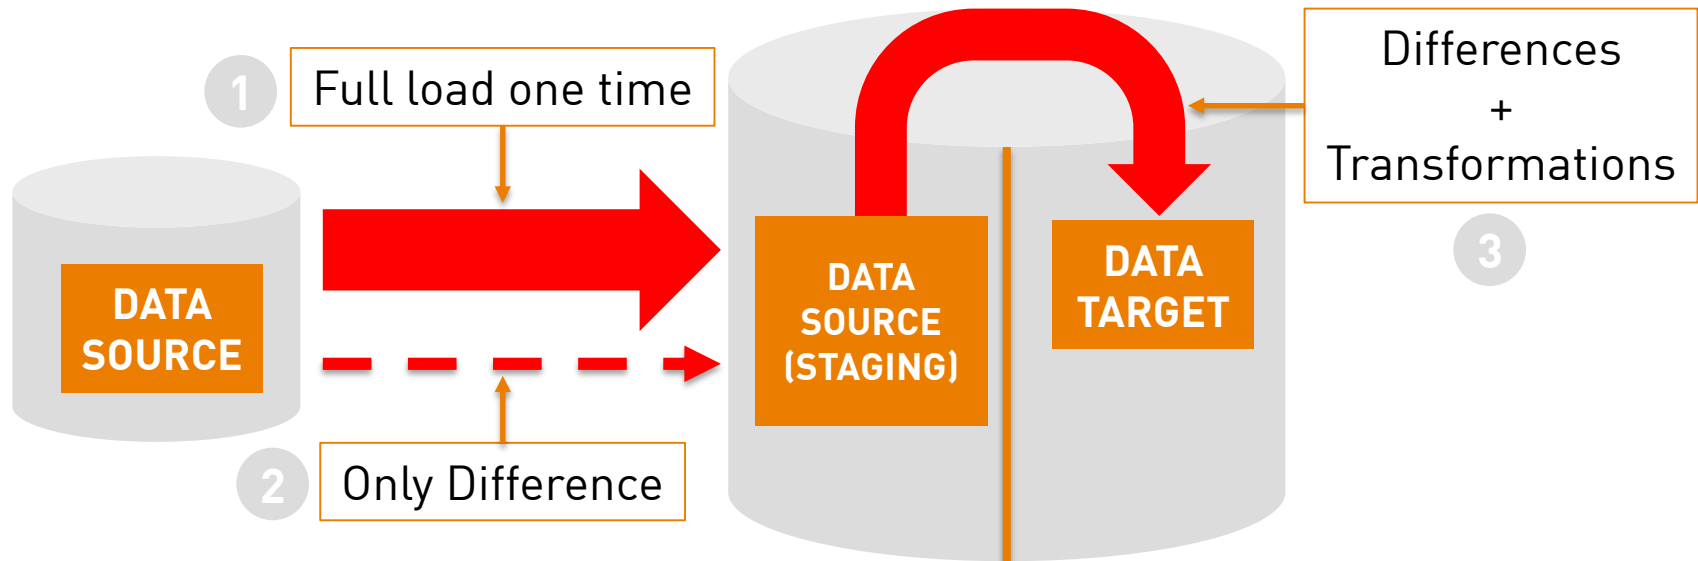 1
Full load one time
DATA
SOURCE
2
Only Difference
DATA
SOURCE
(STAGING)
DATA
TARGET
Differences
+
Transformations
3